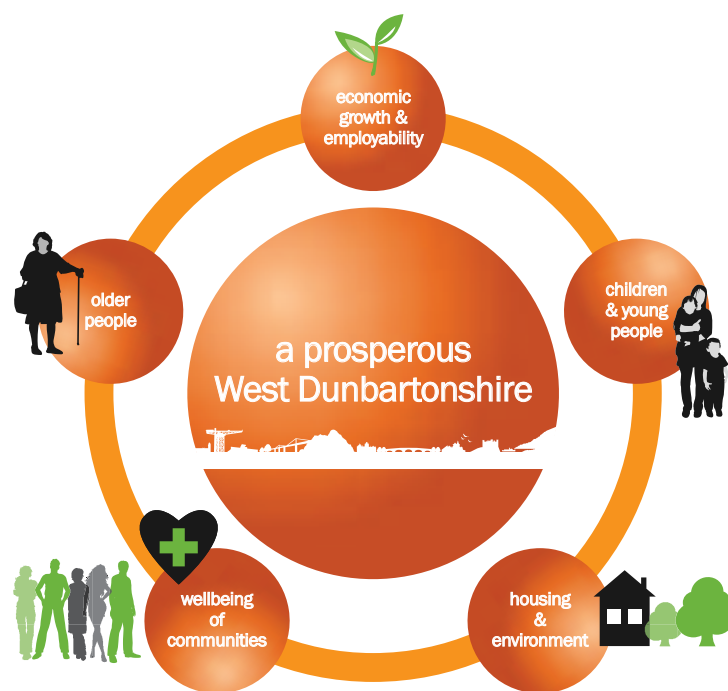 economic
growth &
employability
older
people
children
& young
people
a prosperous
West Dunbartonshire
wellbeing
of
communities
housing
&
environment